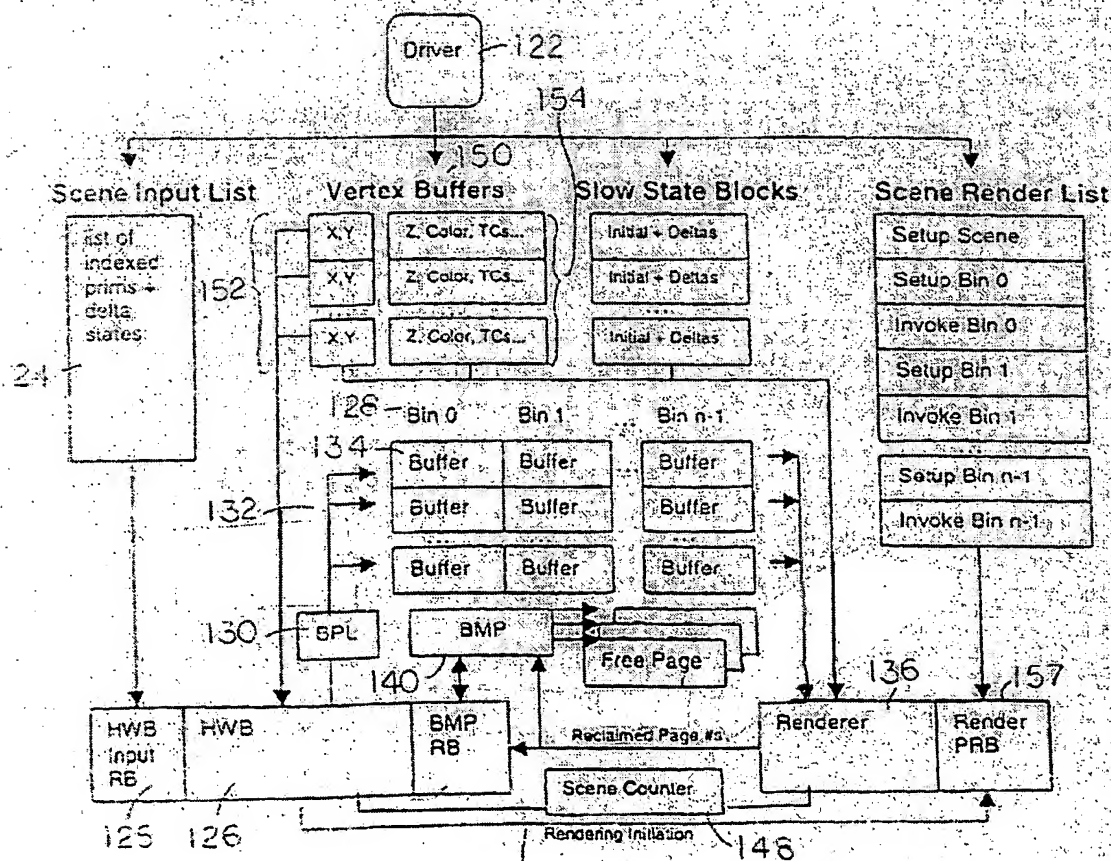 Driver
122
154
150
Scene Input List
Vertex Buffers
Slow State Blocks
Scene Render List
list of
indexed
prims +
delta
states
152
24
X,Y
Z, Color, TCs...
Initial + Deltas
X,Y
Z, Color, TCs...
Initial + Deltas
X,Y
Z, Color, TCs...
Initial + Deltas
Setup Scene
Setup Bin 0
Invoke Bin 0
Setup Bin 1
Invoke Bin 1
Setup Bin n-1
Invoke Bin n-1
128
Bin 0
Bin 1
Bin n-1
134
Buffer
Buffer
Buffer
132
Buffer
Buffer
Buffer
Buffer
Buffer
Buffer
130
BPL
BMP
Free Page
140
136
157
HWB
Input
RB
HWB
BMP
RB
Reclaimed Page #s
Renderer
Render
PRB
Scene Counter
125
126
Rendering Initiation
148